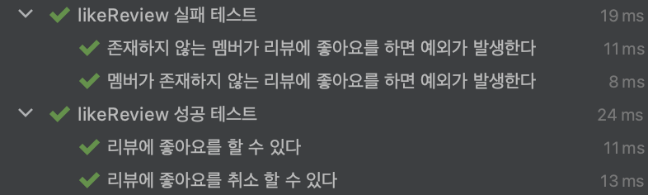 likeReview 실패 테스트 19 ms
존재하지 않는 멤버가 리뷰에 좋아요를 하면 예외가 발생한다 11 ms
멤버가 존재하지 않는 리뷰에 좋아요를 하면 예외가 발생한다 8 ms
likeReview 성공 테스트 24 ms
리뷰에 좋아요를 할 수 있다 11 ms
리뷰에 좋아요를 취소 할 수 있다 13 ms